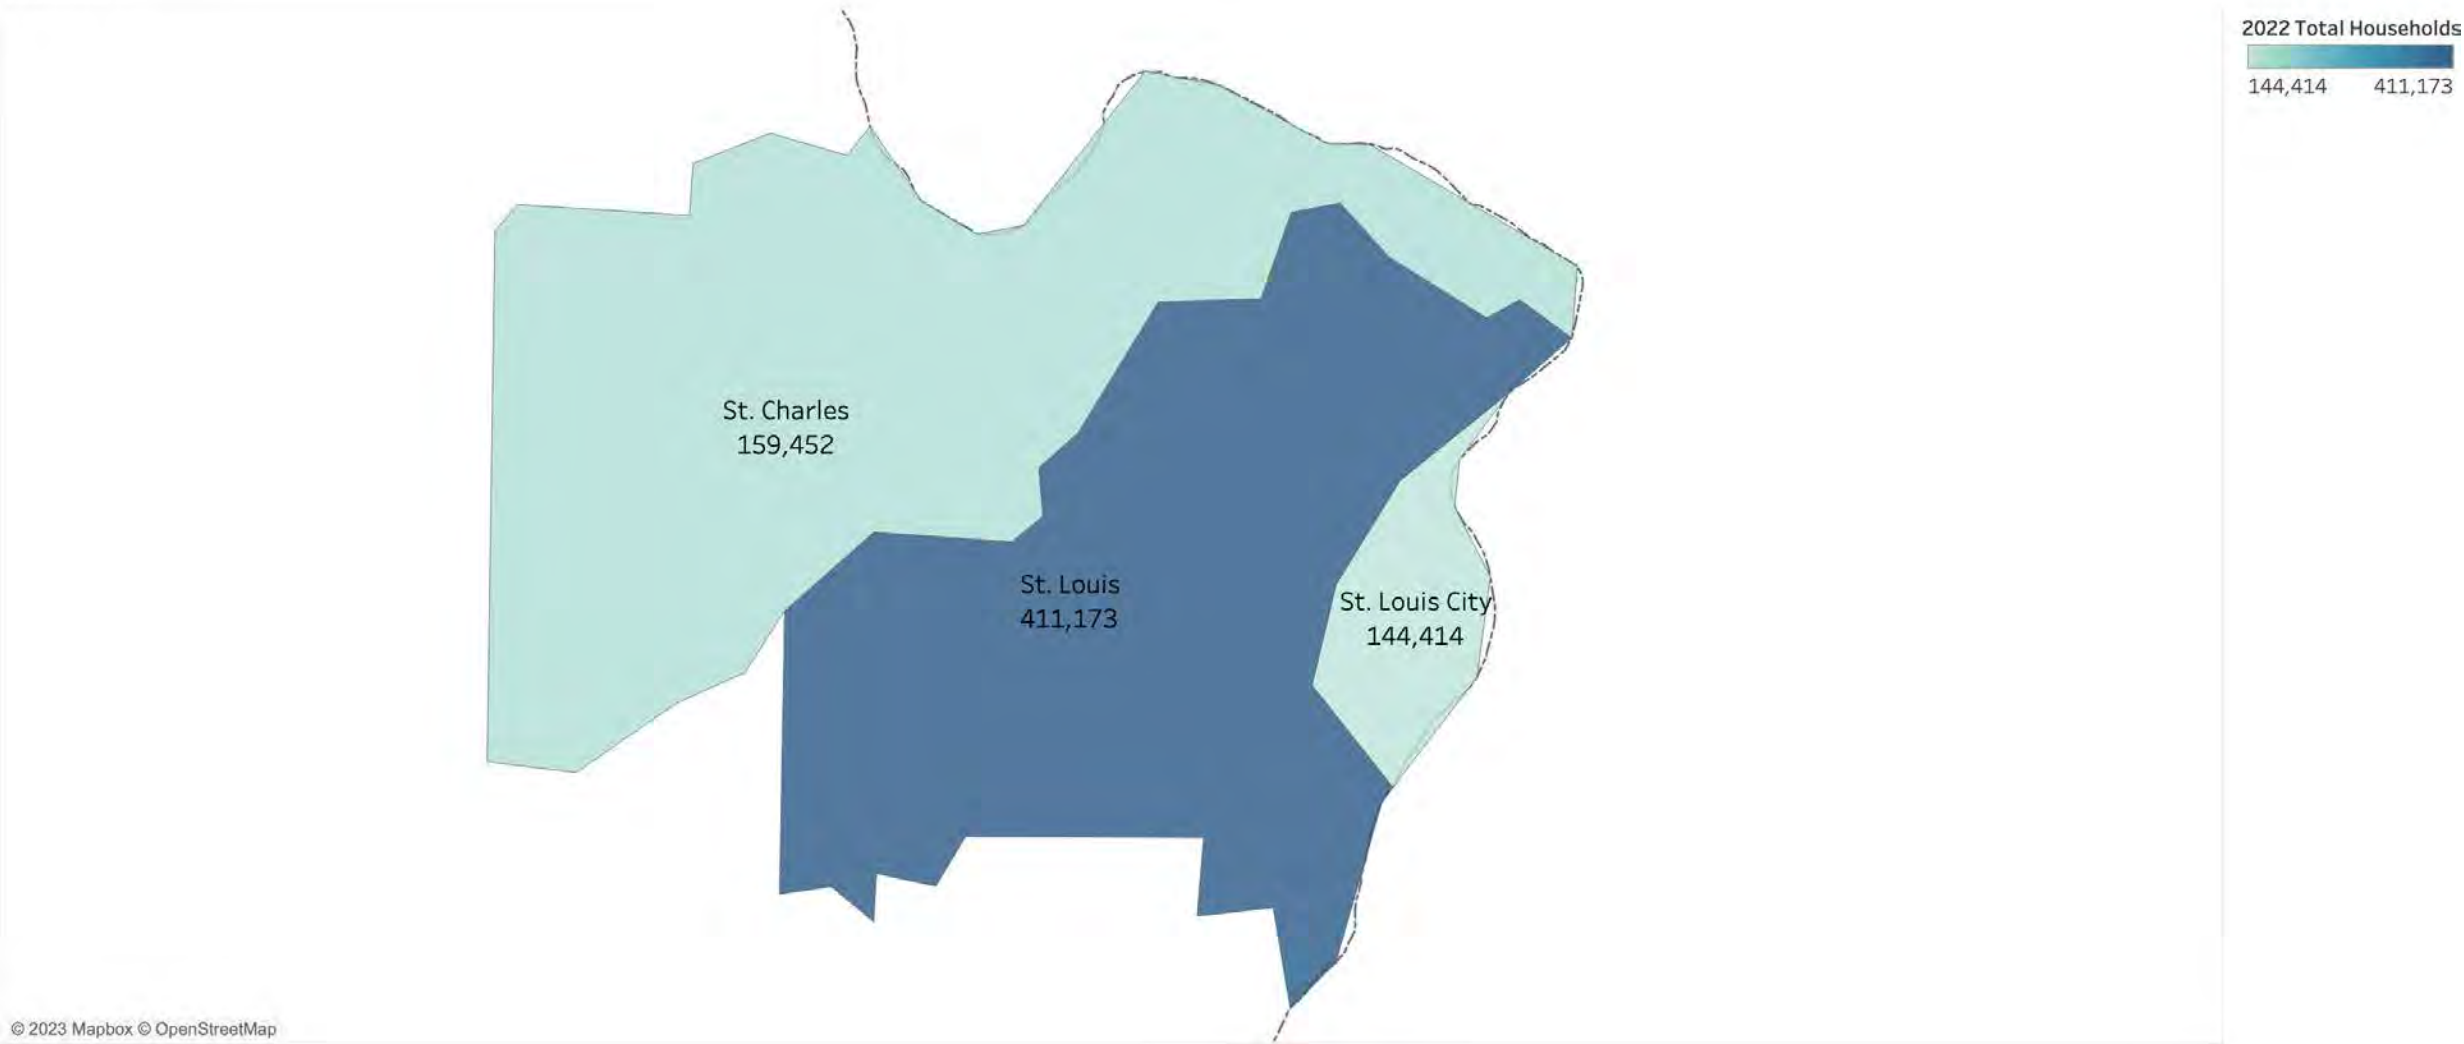 2022 Total Households
144,414 411,173
St. Charles
159,452
St. Louis
411,173
St. Louis City
144,414
© 2023 Mapbox © OpenStreetMap